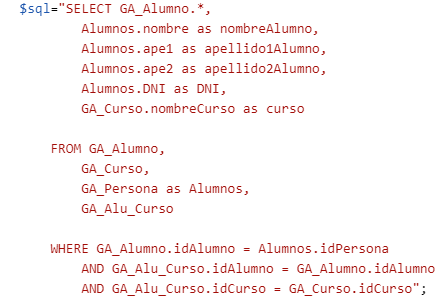 $sql="SELECT GA_Alumno.*,
Alumnos.nombre as nombreAlumno,
Alumnos.ape1 as apellido1Alumno,
Alumnos.ape2 as apellido2Alumno,
Alumnos.DNI as DNI,
GA_Curso.nombreCurso as curso
FROM GA_Alumno,
GA_Curso,
GA_Persona as Alumnos,
GA_Alu_Curso
WHERE GA_Alumno.idAlumno = Alumnos.idPersona
AND GA_Alu_Curso.idAlumno = GA_Alumno.idAlumno
AND GA_Alu_Curso.idCurso = GA_Curso.idCurso";